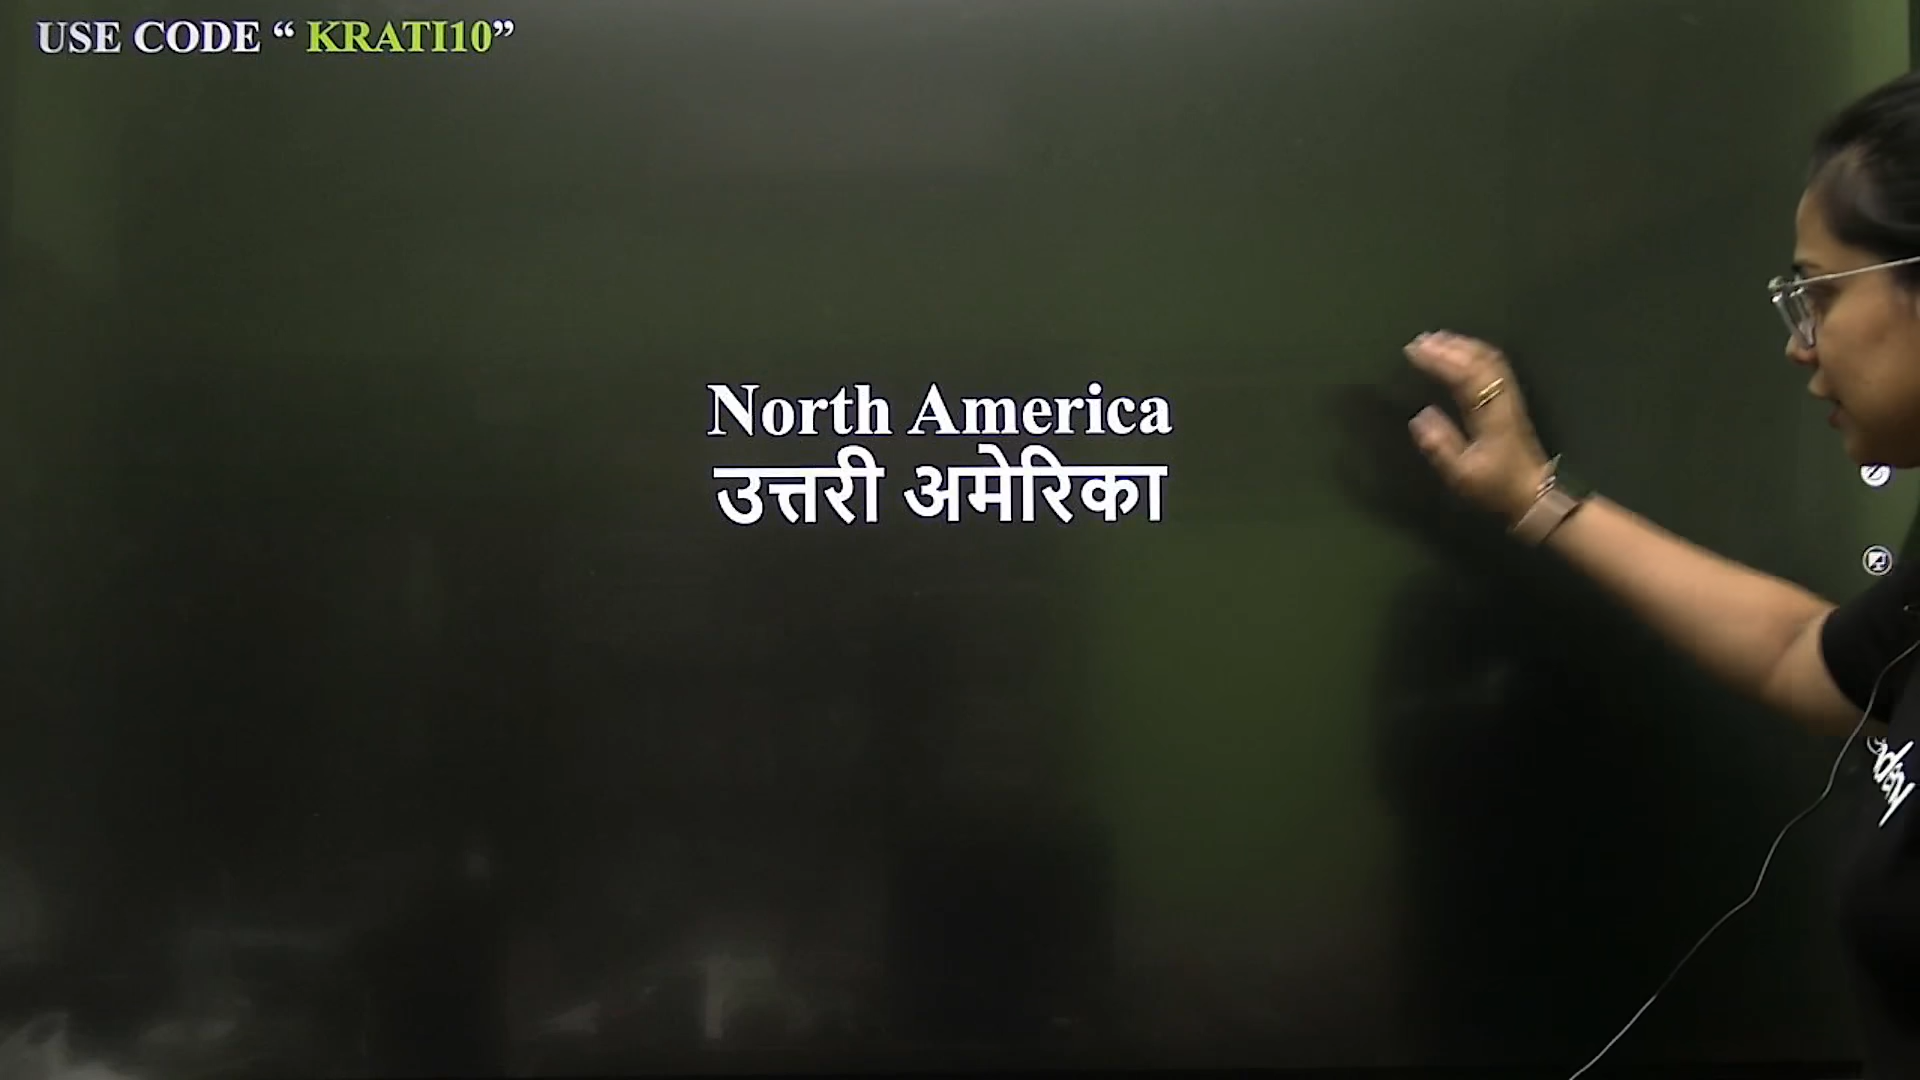 USE CODE “ KRATI10”
North America
उत्तरी अमेरिका